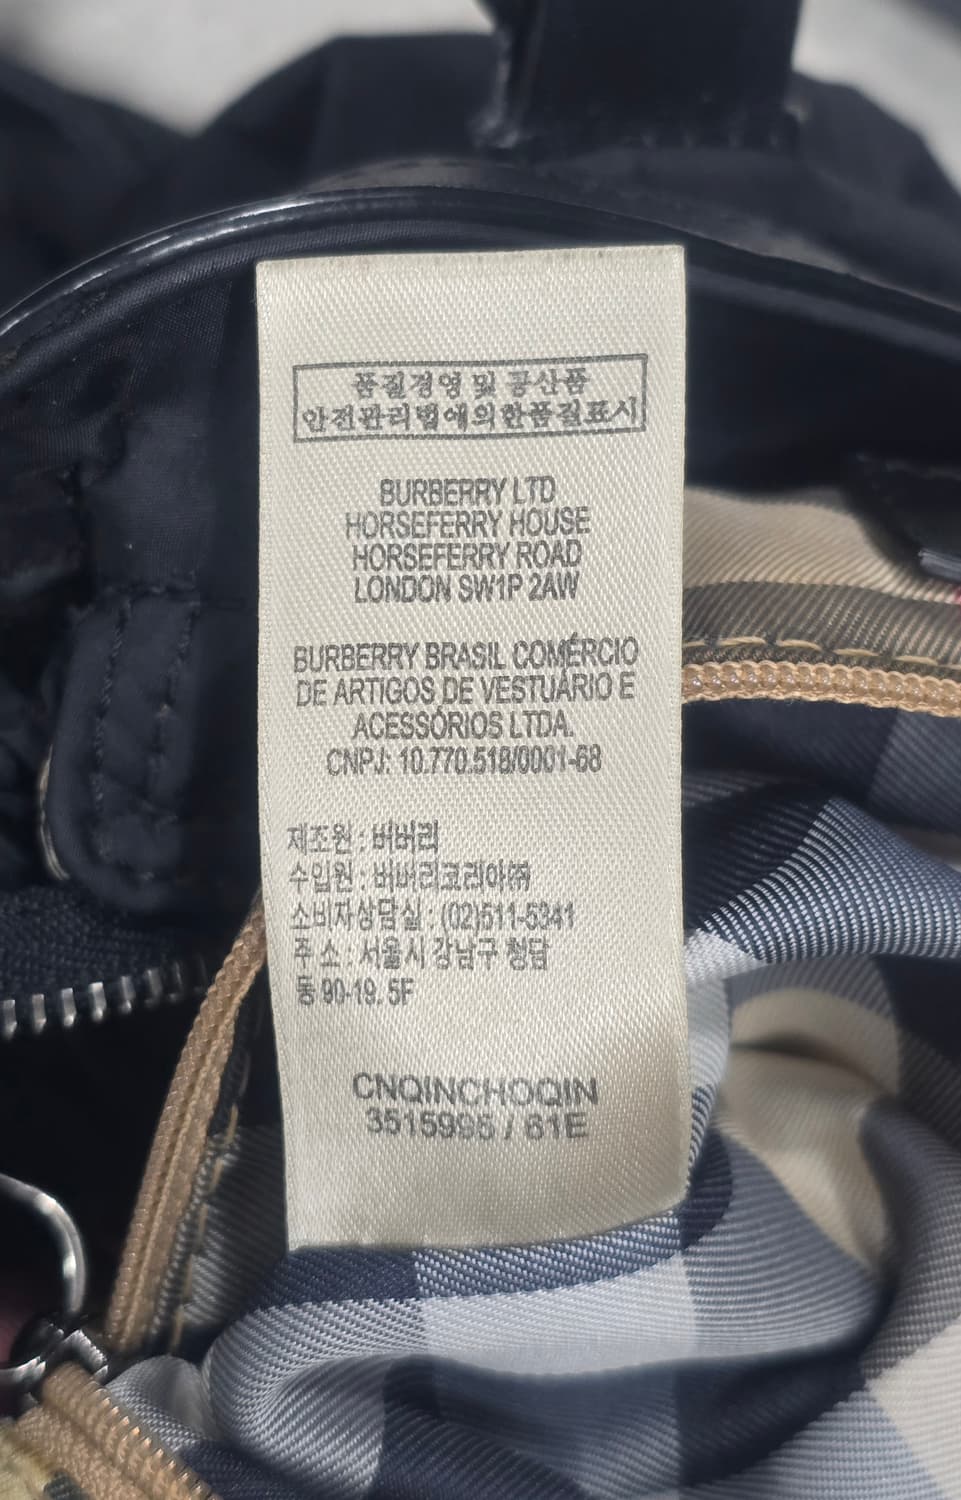 품질경영 및 공산품
안전관리법에의한품질표시
BURBERRY LTD
HORSEFERRY HOUSE
HORSEFERRY ROAD
LONDON SW1P 2AW
BURBERRY BRASIL COMÉRCIO
DE ARTIGOS DE VESTUÁRIO E
ACESSÓRIOS LTDA.
CNPJ: 10.770.518/0001-68
제조원 : 버버리
수입원 : 버버리코리아㈜
소비자상담실 : (02)511-5341
주 소 : 서울시 강남구 청담
동 90-19. 5F
CNQINCHOQIN
3515995 / 61E